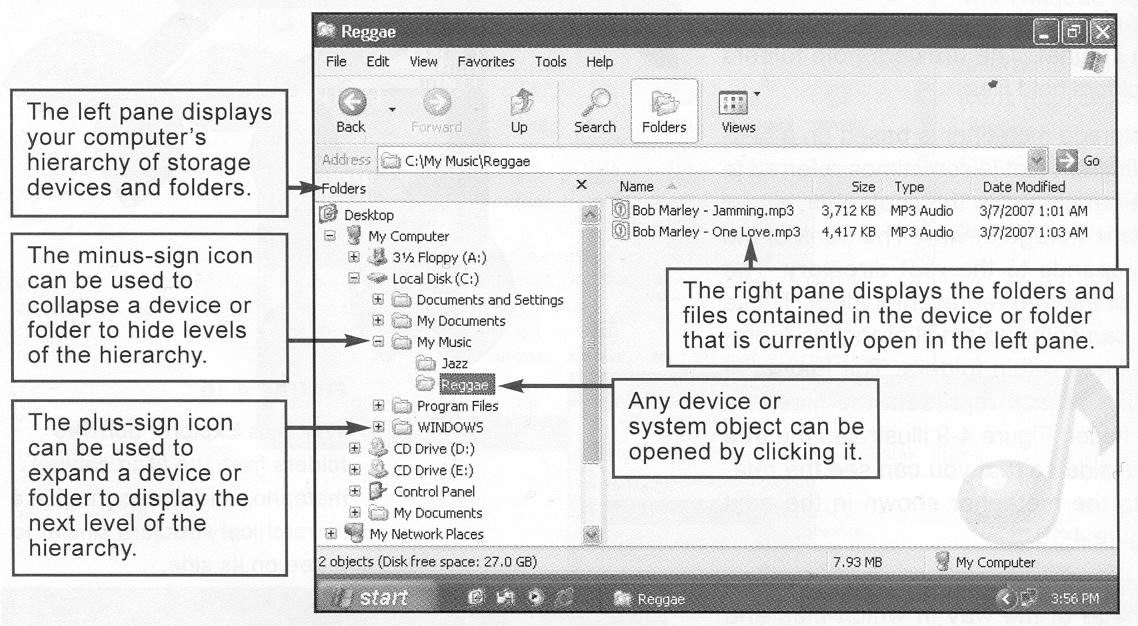 Reggae
File Edit View Favorites Tools Help
Back Forward Up Search Folders Views
Address C:\My Music\Reggae Go
The left pane displays
your computer's
hierarchy of storage
devices and folders.
The minus-sign icon
can be used to
collapse a device or
folder to hide levels
of the hierarchy.
The plus-sign icon
can be used to
expand a device or
folder to display the
next level of the
hierarchy.
Folders x
Desktop
My Computer
3½ Floppy (A:)
Local Disk (C:)
Documents and Settings
My Documents
My Music
Jazz
Reggae
Program Files
WINDOWS
CD Drive (D:)
CD Drive (E:)
Control Panel
My Documents
My Network Places
Name Size Type Date Modified
Bob Marley - Jamming.mp3 3,712 KB MP3 Audio 3/7/2007 1:01 AM
Bob Marley - One Love.mp3 4,417 KB MP3 Audio 3/7/2007 1:03 AM
The right pane displays the folders and
files contained in the device or folder
that is currently open in the left pane.
Any device or
system object can be
opened by clicking it.
2 objects (Disk free space: 27.0 GB) 7.93 MB My Computer
start Reggae 3:56 PM